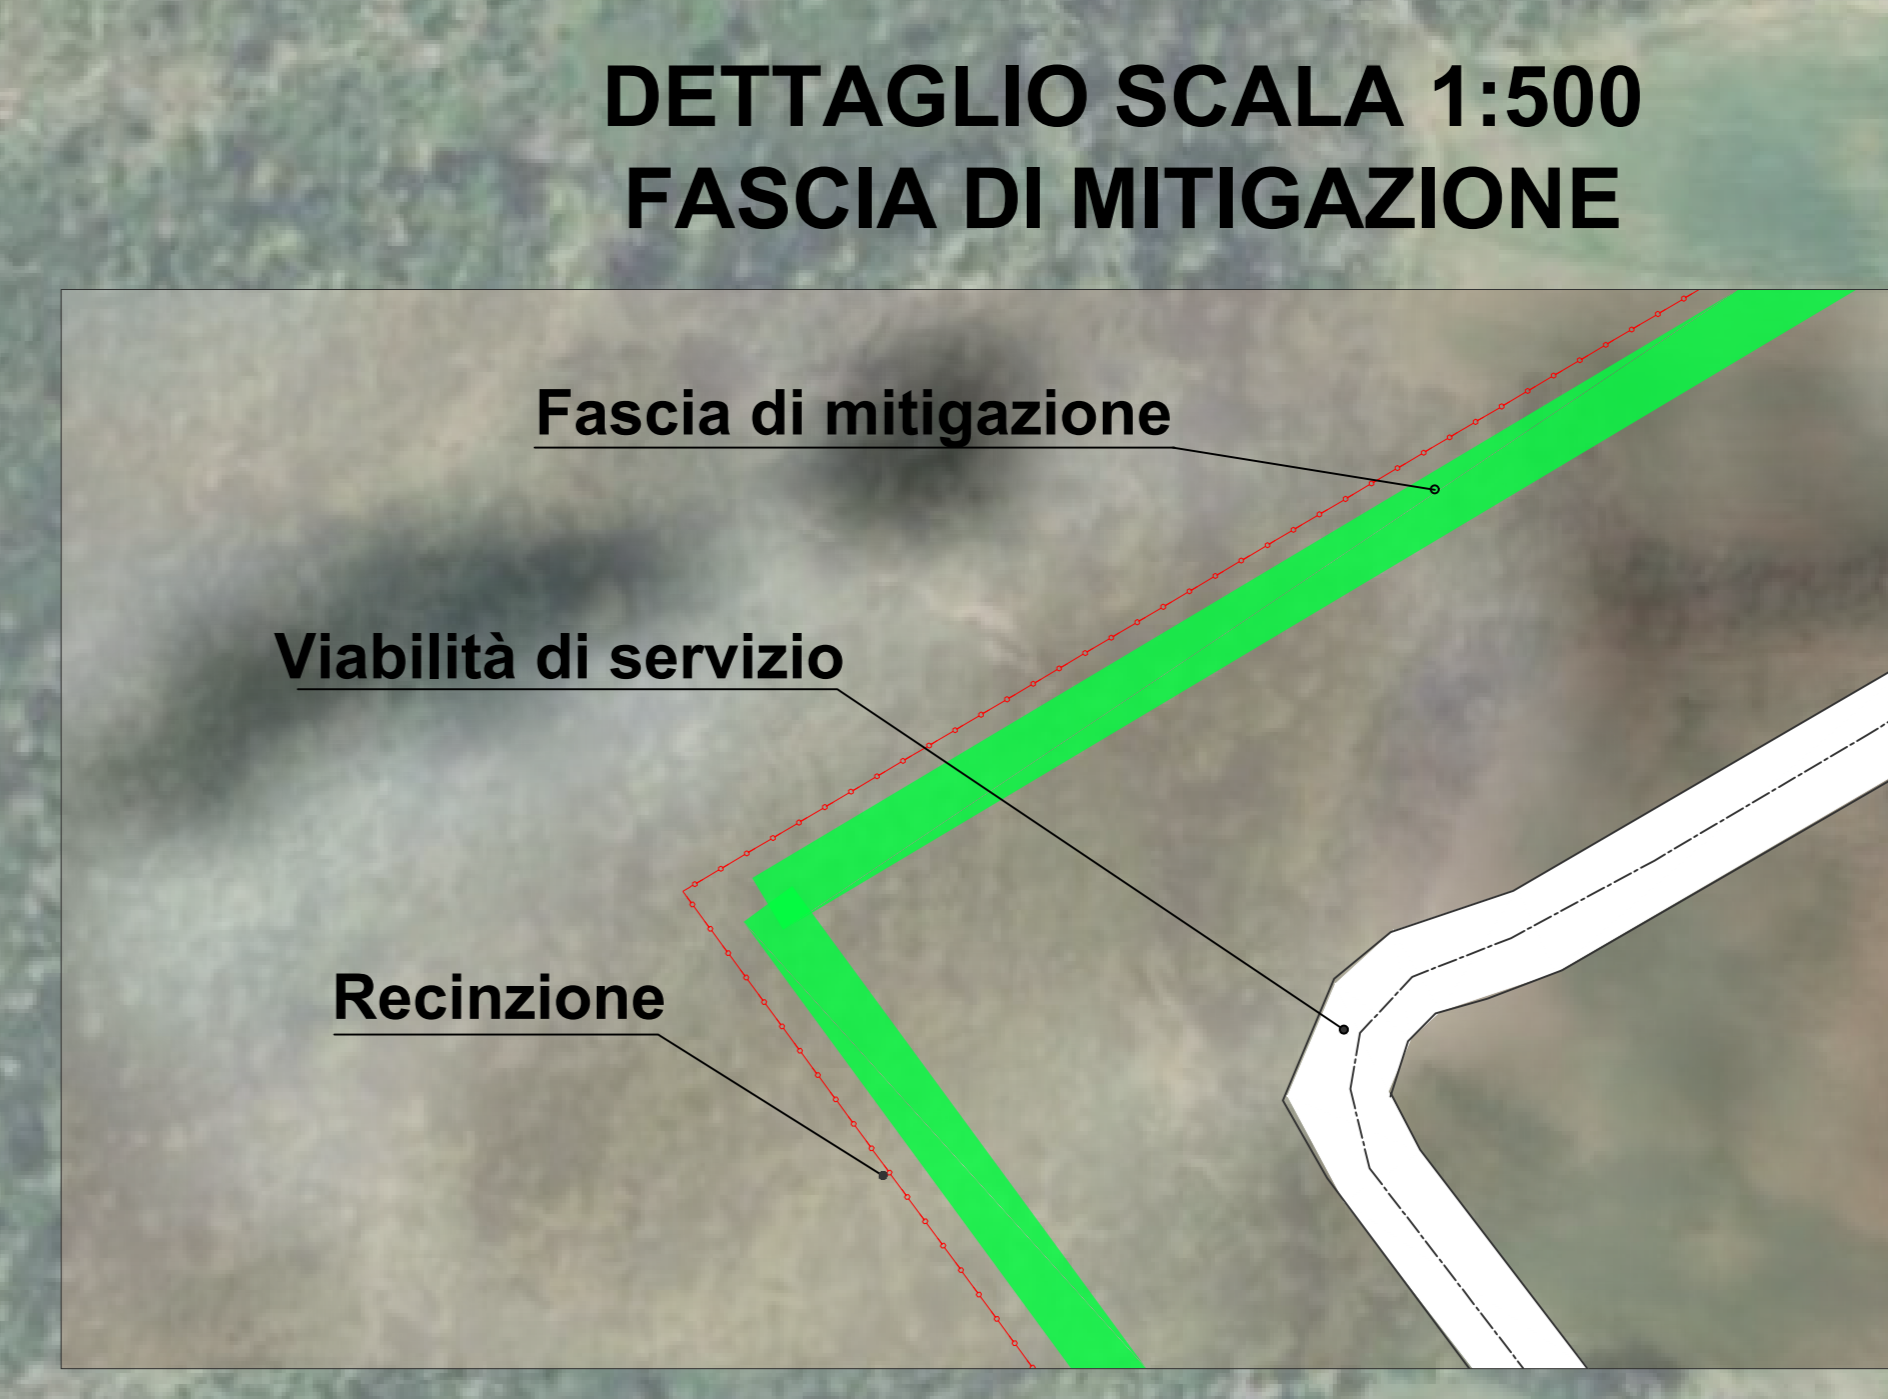 DETTAGLIO SCALA 1:500
FASCIA DI MITIGAZIONE
Fascia di mitigazione
Viabilità di servizio
Recinzione